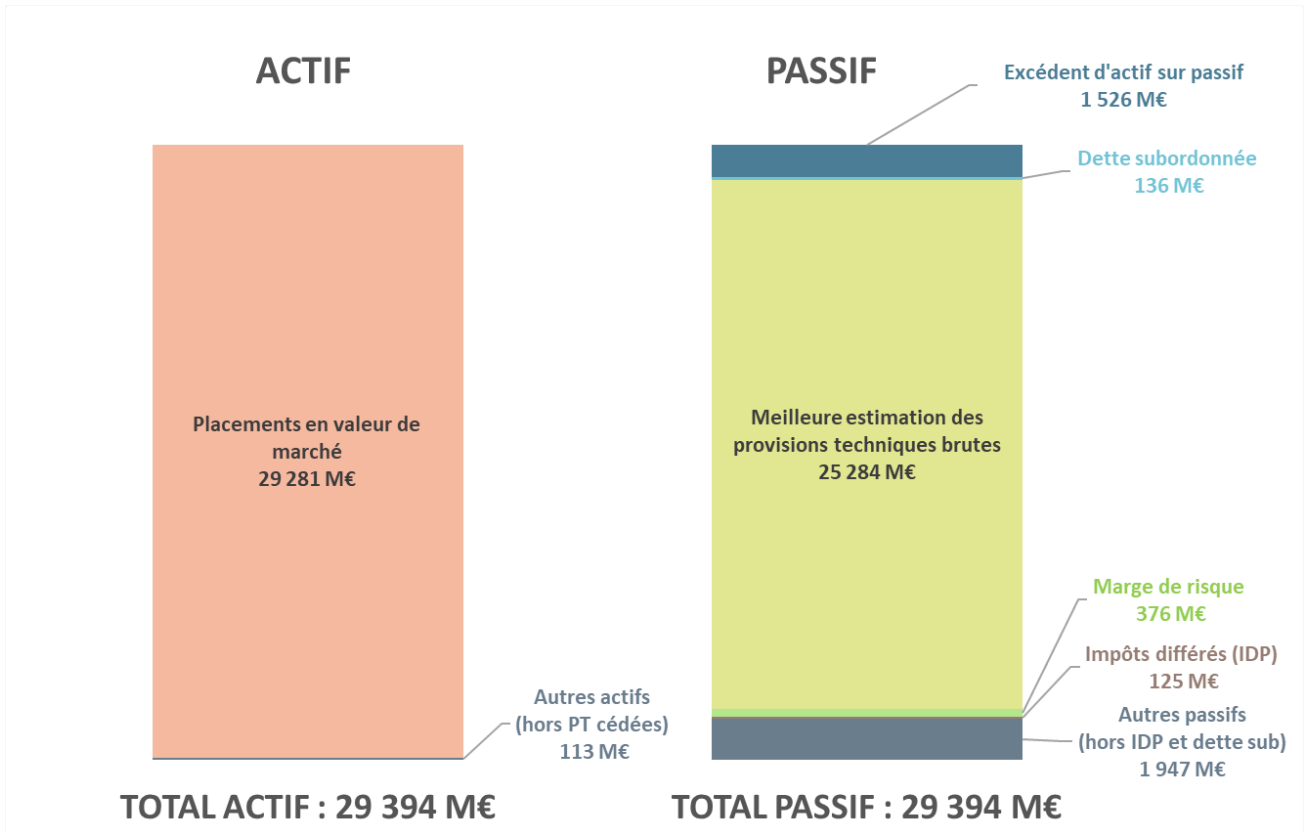 ACTIF
Placements en valeur de
marché
29 281 M€
Autres actifs
(hors PT cédées)
113 M€
TOTAL ACTIF : 29 394 M€
PASSIF
Excédent d'actif sur passif
1 526 M€
Dette subordonnée
136 M€
Meilleure estimation des
provisions techniques brutes
25 284 M€
Marge de risque
376 M€
Impôts différés (IDP)
125 M€
Autres passifs
(hors IDP et dette sub)
1 947 M€
TOTAL PASSIF : 29 394 M€